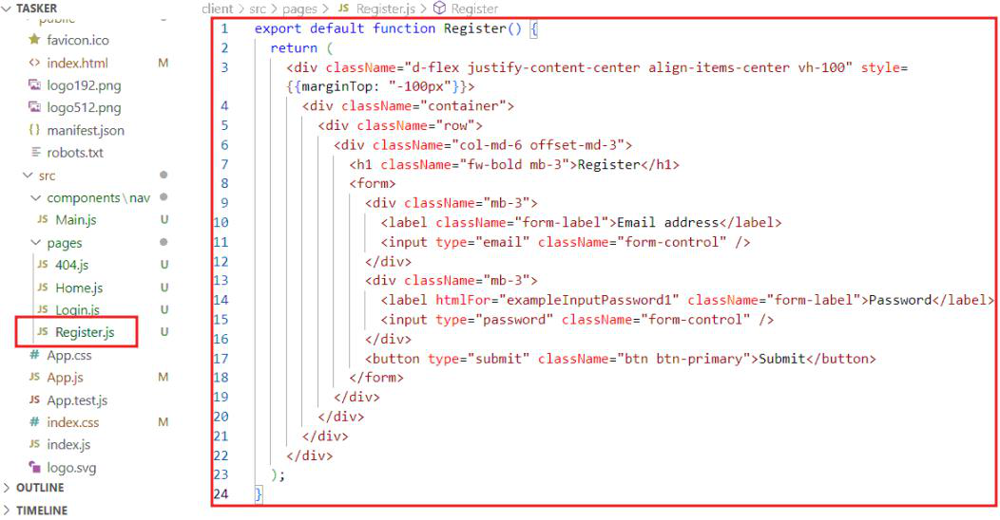 TASKER
client > src > pages > JS Register.js > Register
public
favicon.ico
<> index.html M
logo192.png
logo512.png
{} manifest.json
robots.txt
src
components\nav
JS Main.js U
pages
JS 404.js U
JS Home.js U
JS Login.js U
JS Register.js U
# App.css
JS App.js M
JS App.test.js
# index.css M
JS index.js
logo.svg
> OUTLINE
> TIMELINE
1 export default function Register() {
2 return (
3 <div className="d-flex justify-content-center align-items-center vh-100" style=
{{marginTop: "-100px"}}>
4 <div className="container">
5 <div className="row">
6 <div className="col-md-6 offset-md-3">
7 <h1 className="fw-bold mb-3">Register</h1>
8 <form>
9 <div className="mb-3">
10 <label className="form-label">Email address</label>
11 <input type="email" className="form-control" />
12 </div>
13 <div className="mb-3">
14 <label htmlFor="exampleInputPassword1" className="form-label">Password</label>
15 <input type="password" className="form-control" />
16 </div>
17 <button type="submit" className="btn btn-primary">Submit</button>
18 </form>
19 </div>
20 </div>
21 </div>
22 </div>
23 );
24 }